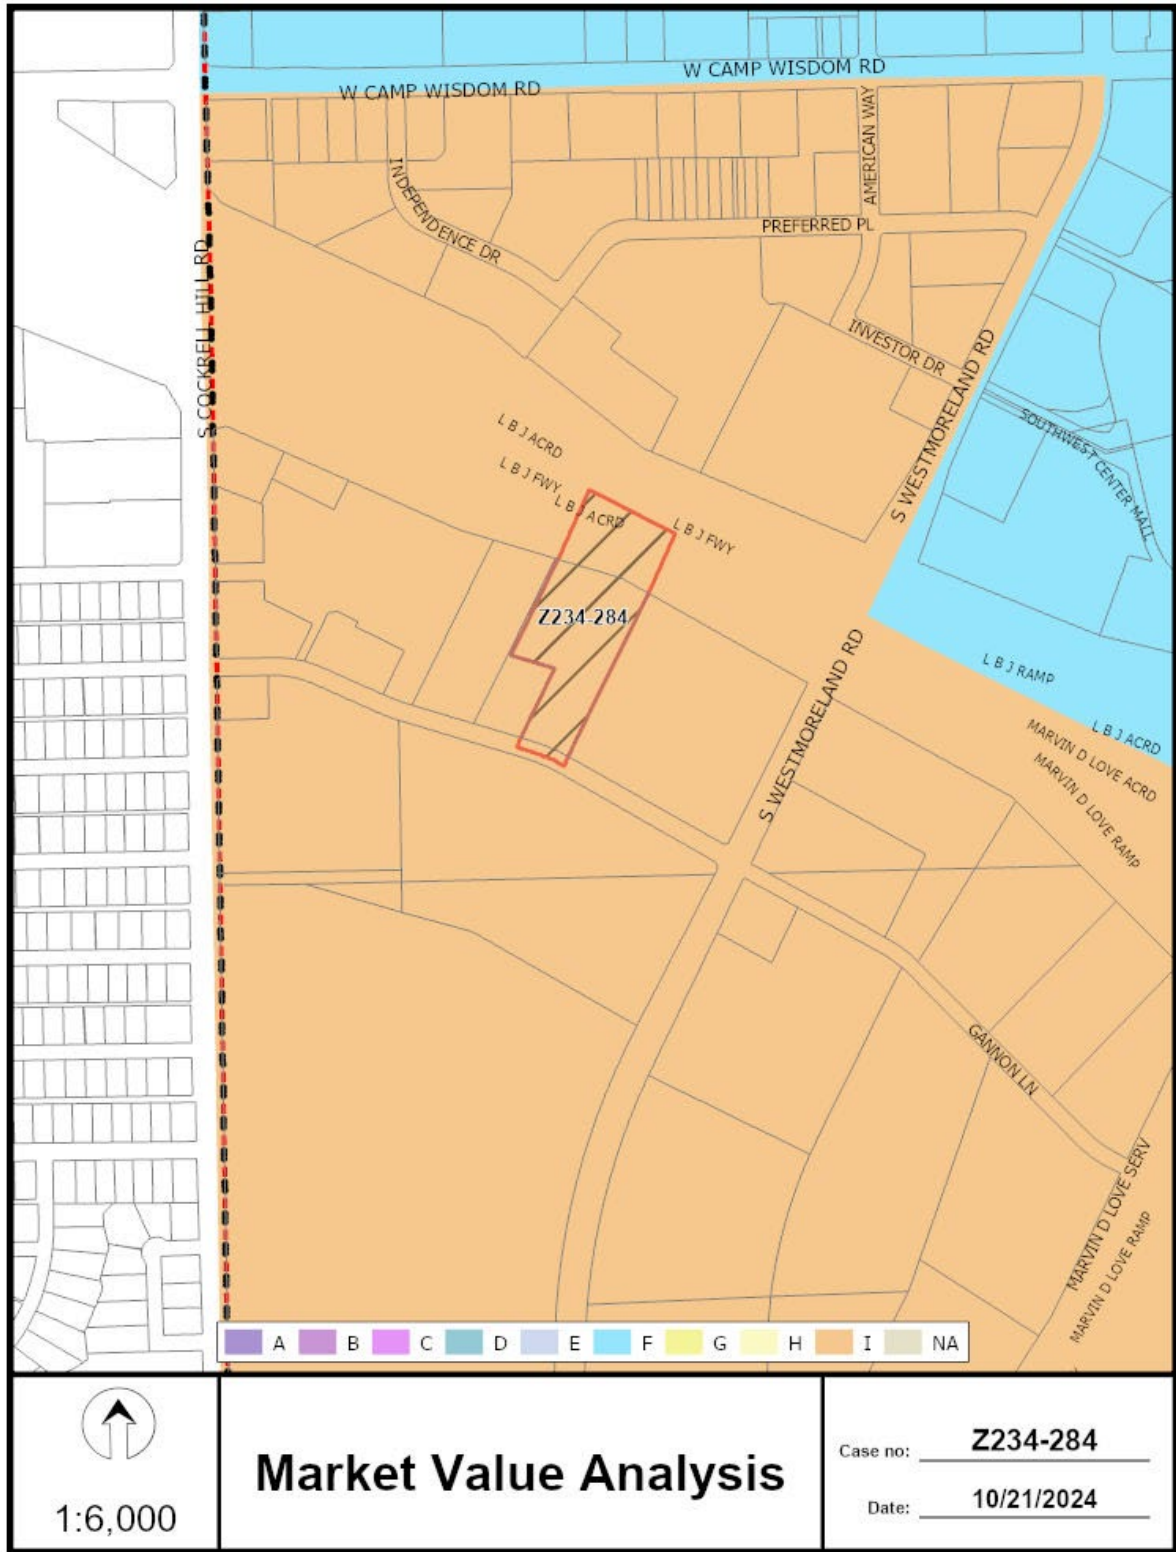 W CAMP WISDOM RD
W CAMP WISDOM RD
AMERICAN WAY
INDEPENDENCE DR
PREFERRED PL
S COCKRELL HILL RD
INVESTOR DR
S WESTMORELAND RD
SOUTHWEST CENTER MALL
L B J ACRD
L B J FWY
L B J ACRD
L B J FWY
Z234-284
S WESTMORELAND RD
L B J RAMP
L B J ACRD
MARVIN D LOVE ACRD
MARVIN D LOVE RAMP
GANNON LN
MARVIN D LOVE SERV
MARVIN D LOVE RAMP
A B C D E F G H I NA
1:6,000
Market Value Analysis
Case no: Z234-284
Date: 10/21/2024